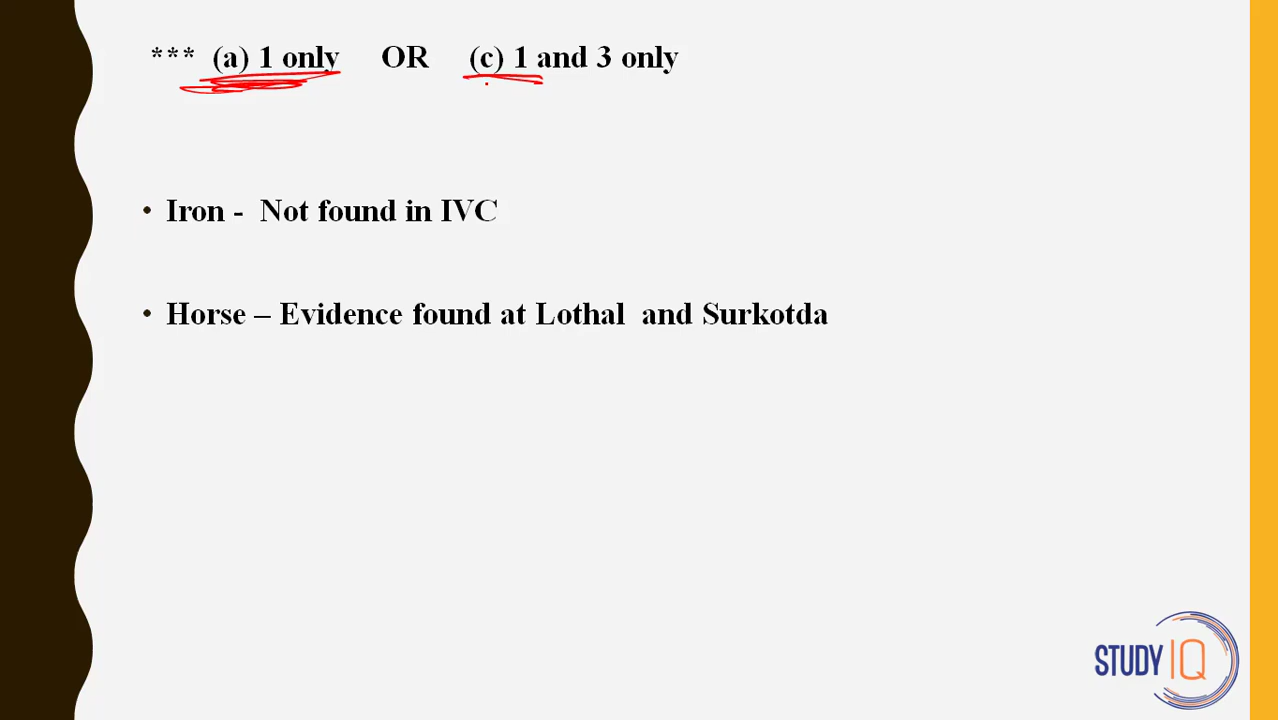 *** (a) 1 only OR (c) 1 and 3 only
• Iron - Not found in IVC
• Horse – Evidence found at Lothal and Surkotda
STUDY IQ